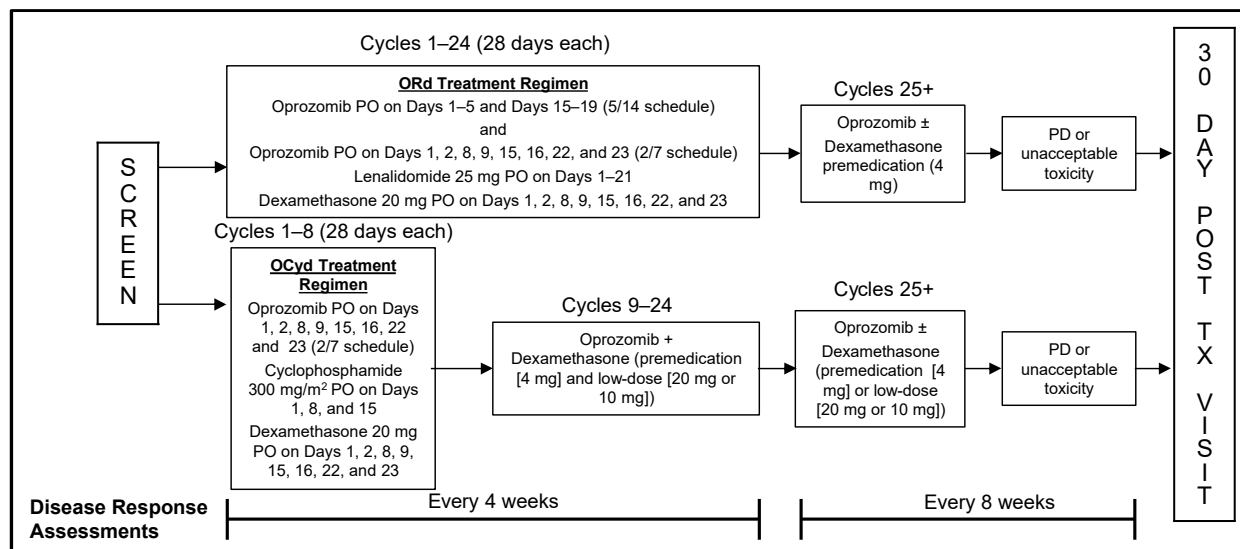 Cycles 1–24 (28 days each)
ORd Treatment Regimen
Oprozomib PO on Days 1–5 and Days 15–19 (5/14 schedule)
and
Oprozomib PO on Days 1, 2, 8, 9, 15, 16, 22, and 23 (2/7 schedule)
Lenalidomide 25 mg PO on Days 1–21
Dexamethasone 20 mg PO on Days 1, 2, 8, 9, 15, 16, 22, and 23
Cycles 25+
Oprozomib ±
Dexamethasone
premedication (4
mg)
PD or
unacceptable
toxicity
SCREEN
Cycles 1–8 (28 days each)
OCyd Treatment
Regimen
Oprozomib PO on Days
1, 2, 8, 9, 15, 16, 22
and 23 (2/7 schedule)
Cyclophosphamide
300 mg/m² PO on Days
1, 8, and 15
Dexamethasone 20 mg
PO on Days 1, 2, 8, 9,
15, 16, 22, and 23
Cycles 9–24
Oprozomib +
Dexamethasone (premedication
[4 mg] and low-dose [20 mg or
10 mg])
Cycles 25+
Oprozomib ±
Dexamethasone
(premedication [4
mg] or low-dose
[20 mg or 10 mg])
PD or
unacceptable
toxicity
30 DAY POST TX VISIT
Disease Response
Assessments
Every 4 weeks
Every 8 weeks